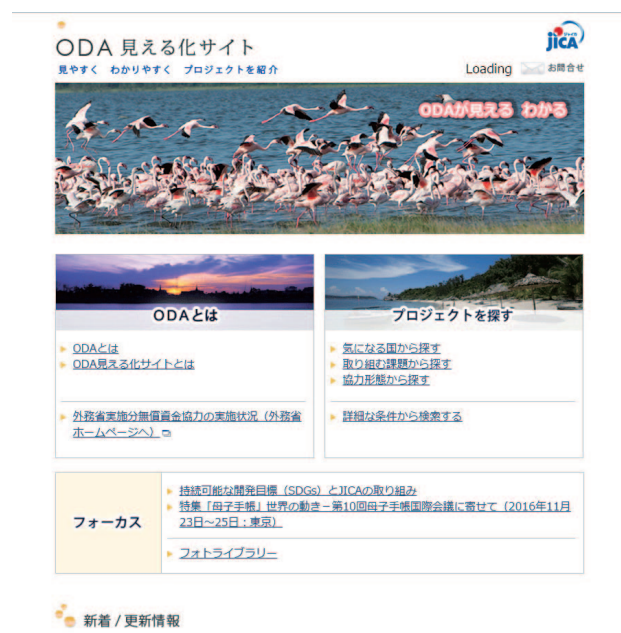 ODA 見える化サイト
jICA
見やすく わかりやすく プロジェクトを紹介
Loading お問合せ
ODAが見える わかる
ODAとは
ODAとは
ODA見える化サイトとは
外務省実施分無償資金協力の実施状況（外務省
ホームページへ）
プロジェクトを探す
気になる国から探す
取り組む課題から探す
協力形態から探す
詳細な条件から検索する
フォーカス
持続可能な開発目標（SDGs）とJICAの取り組み
特集「母子手帳」世界の動き－第10回母子手帳国際会議に寄せて（2016年11月
23日～25日：東京）
フォトライブラリー
新着 / 更新情報